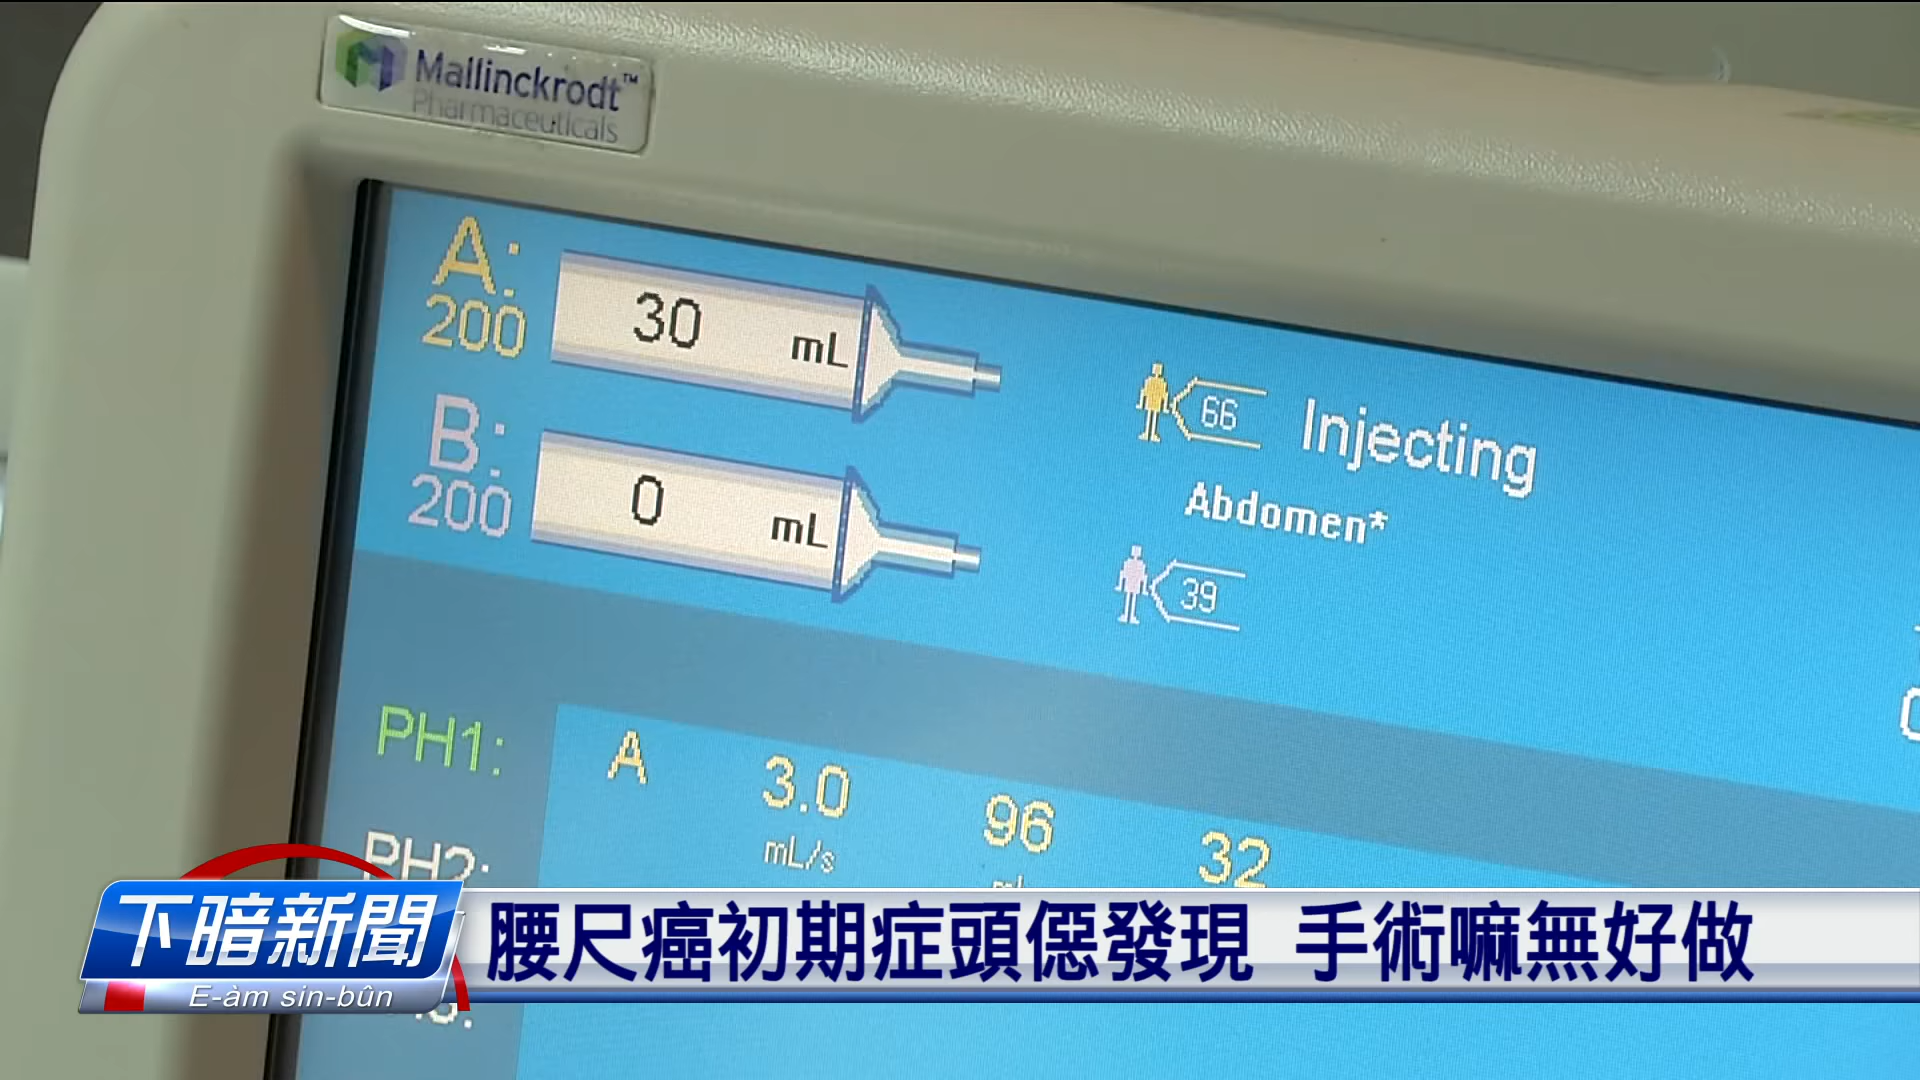 Mallinckrodt™
Pharmaceuticals
A:
200
30 mL
66
Injecting
Abdomen*
B:
200
0 mL
39
PH1: A 3.0 96 32
mL/s
PH2:
下暗新聞
E-àm sin-bûn
腰尺癌初期症頭僫發現 手術嘛無好做